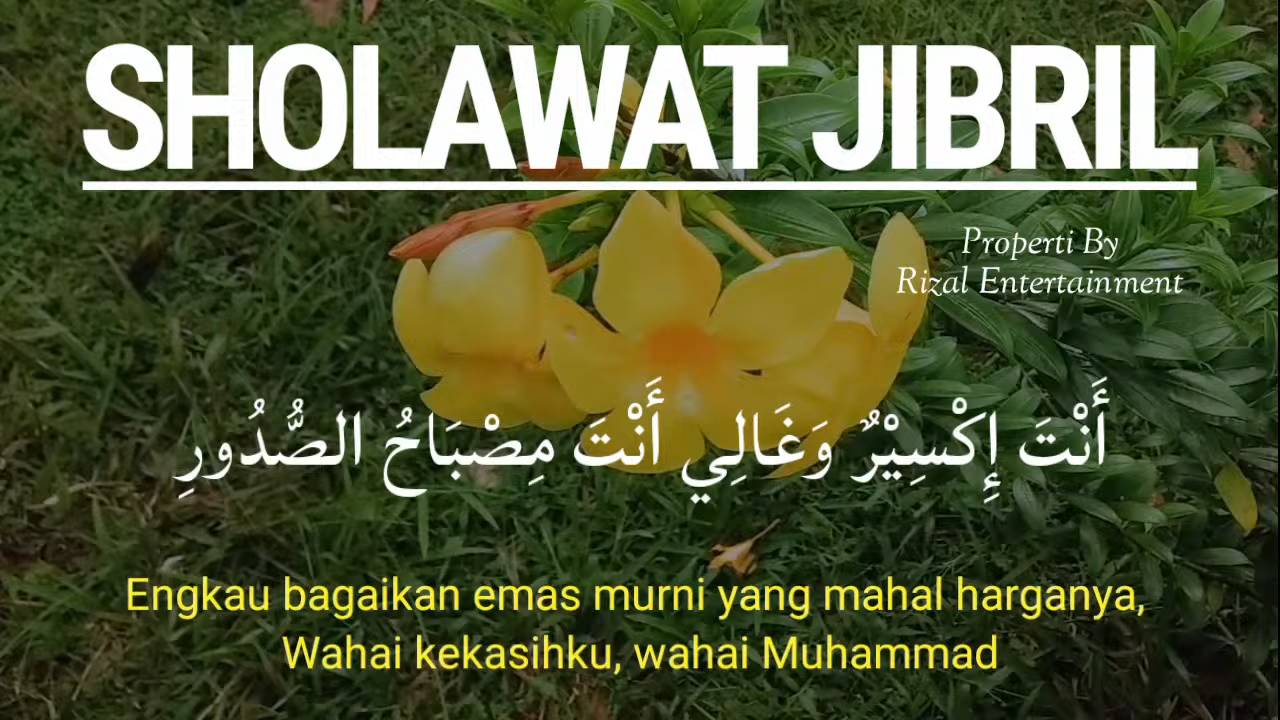 SHOLAWAT JIBRIL
Properti By
Rizal Entertainment
أَنْتَ إِكْسِيْرٌ وَغَالِي أَنْتَ مِصْبَاحُ الصُّدُورِ
Engkau bagaikan emas murni yang mahal harganya,
Wahai kekasihku, wahai Muhammad